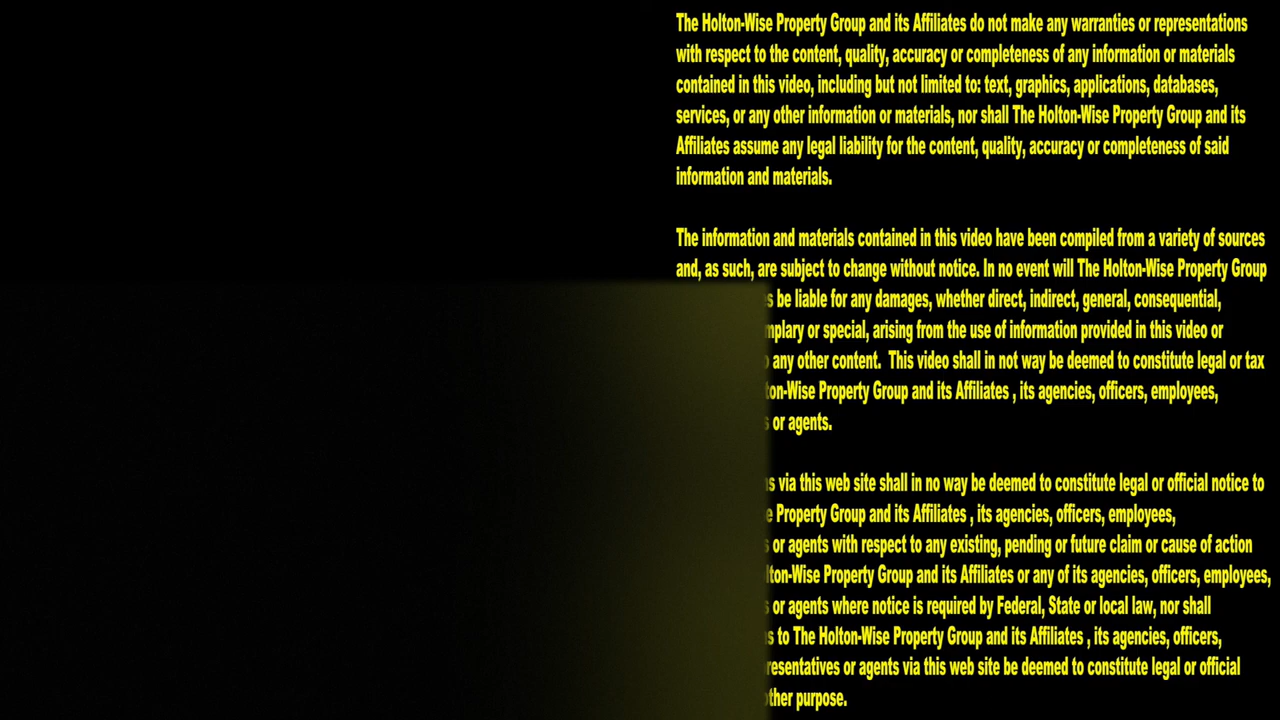 The Holton-Wise Property Group and its Affiliates do not make any warranties or representations
with respect to the content, quality, accuracy or completeness of any information or materials
contained in this video, including but not limited to: text, graphics, applications, databases,
services, or any other information or materials, nor shall The Holton-Wise Property Group and its
Affiliates assume any legal liability for the content, quality, accuracy or completeness of said
information and materials.
The information and materials contained in this video have been compiled from a variety of sources
and, as such, are subject to change without notice. In no event will The Holton-Wise Property Group
be liable for any damages, whether direct, indirect, general, consequential,
or special, arising from the use of information provided in this video or
any other content. This video shall in not way be deemed to constitute legal or tax
Property Group and its Affiliates , its agencies, officers, employees,
or agents.
via this web site shall in no way be deemed to constitute legal or official notice to
Property Group and its Affiliates , its agencies, officers, employees,
or agents with respect to any existing, pending or future claim or cause of action
Property Group and its Affiliates or any of its agencies, officers, employees,
or agents where notice is required by Federal, State or local law, nor shall
to The Holton-Wise Property Group and its Affiliates , its agencies, officers,
or agents via this web site be deemed to constitute legal or official
purpose.